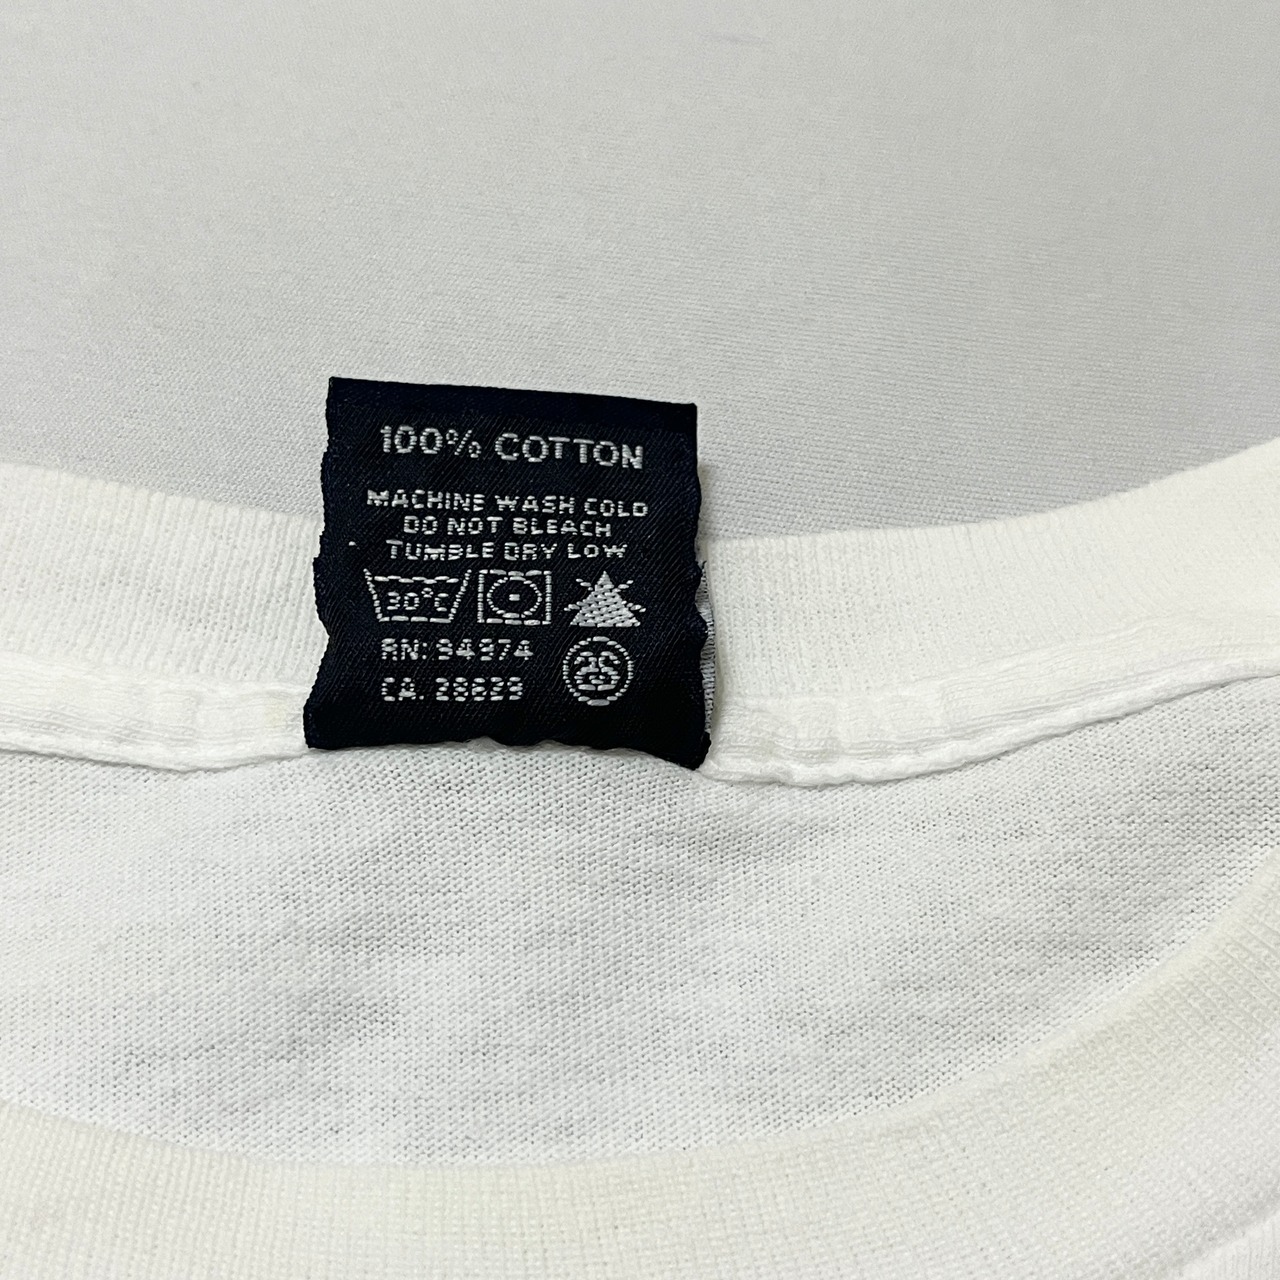 100% COTTON
MACHINE WASH COLD
DO NOT BLEACH
TUMBLE DRY LOW
30°C
RN: 94974
CA. 28629